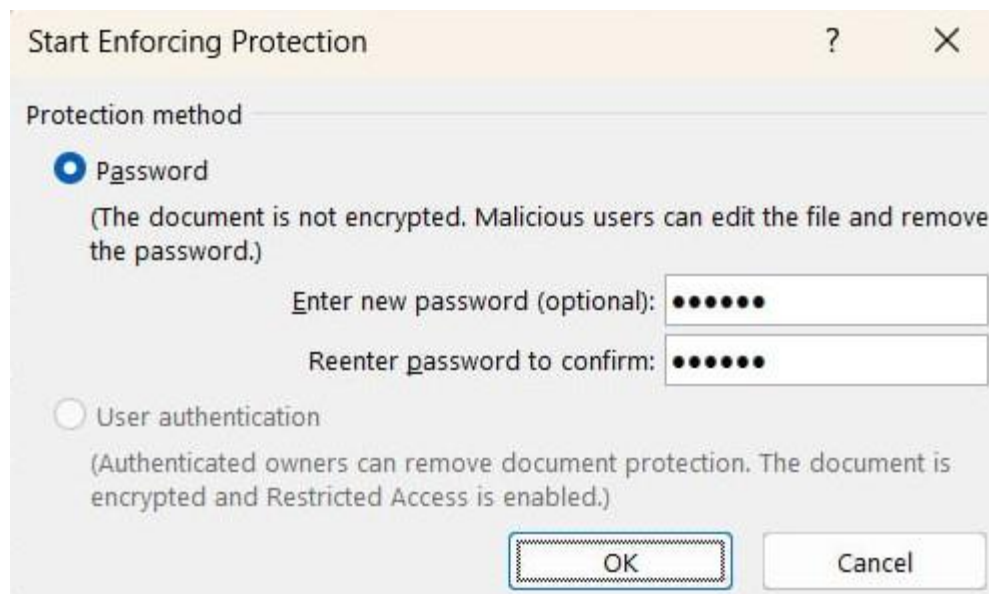 Start Enforcing Protection ? ×
Protection method
Password
(The document is not encrypted. Malicious users can edit the file and remove
the password.)
Enter new password (optional): ●●●●●●
Reenter password to confirm: ●●●●●●
User authentication
(Authenticated owners can remove document protection. The document is
encrypted and Restricted Access is enabled.)
OK Cancel